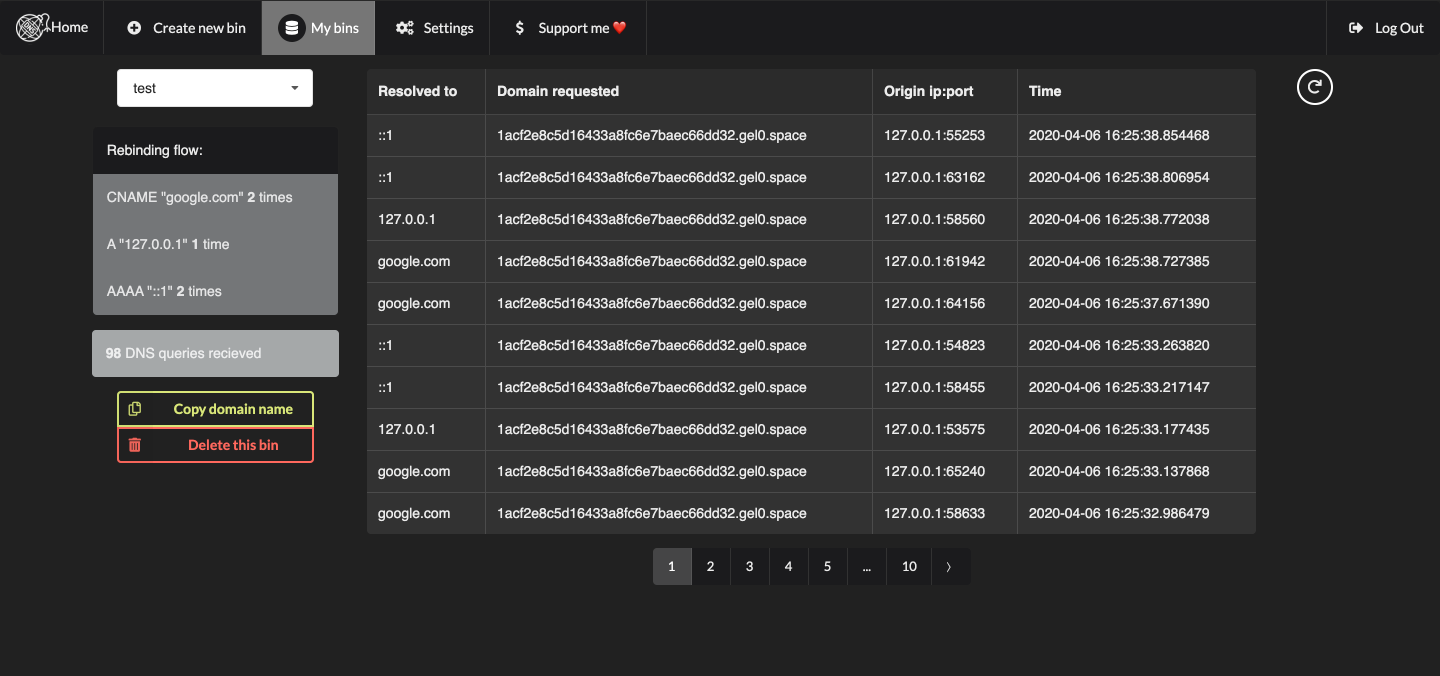 Home Create new bin My bins Settings $ Support me ❤️ Log Out
test
Rebinding flow:
CNAME "google.com" 2 times
A "127.0.0.1" 1 time
AAAA "::1" 2 times
98 DNS queries recieved
Copy domain name
Delete this bin
Resolved to Domain requested Origin ip:port Time
::1 1acf2e8c5d16433a8fc6e7baec66dd32.gel0.space 127.0.0.1:55253 2020-04-06 16:25:38.854468
::1 1acf2e8c5d16433a8fc6e7baec66dd32.gel0.space 127.0.0.1:63162 2020-04-06 16:25:38.806954
127.0.0.1 1acf2e8c5d16433a8fc6e7baec66dd32.gel0.space 127.0.0.1:58560 2020-04-06 16:25:38.772038
google.com 1acf2e8c5d16433a8fc6e7baec66dd32.gel0.space 127.0.0.1:61942 2020-04-06 16:25:38.727385
google.com 1acf2e8c5d16433a8fc6e7baec66dd32.gel0.space 127.0.0.1:64156 2020-04-06 16:25:37.671390
::1 1acf2e8c5d16433a8fc6e7baec66dd32.gel0.space 127.0.0.1:54823 2020-04-06 16:25:33.263820
::1 1acf2e8c5d16433a8fc6e7baec66dd32.gel0.space 127.0.0.1:58455 2020-04-06 16:25:33.217147
127.0.0.1 1acf2e8c5d16433a8fc6e7baec66dd32.gel0.space 127.0.0.1:53575 2020-04-06 16:25:33.177435
google.com 1acf2e8c5d16433a8fc6e7baec66dd32.gel0.space 127.0.0.1:65240 2020-04-06 16:25:33.137868
google.com 1acf2e8c5d16433a8fc6e7baec66dd32.gel0.space 127.0.0.1:58633 2020-04-06 16:25:32.986479
1 2 3 4 5 ... 10 〉